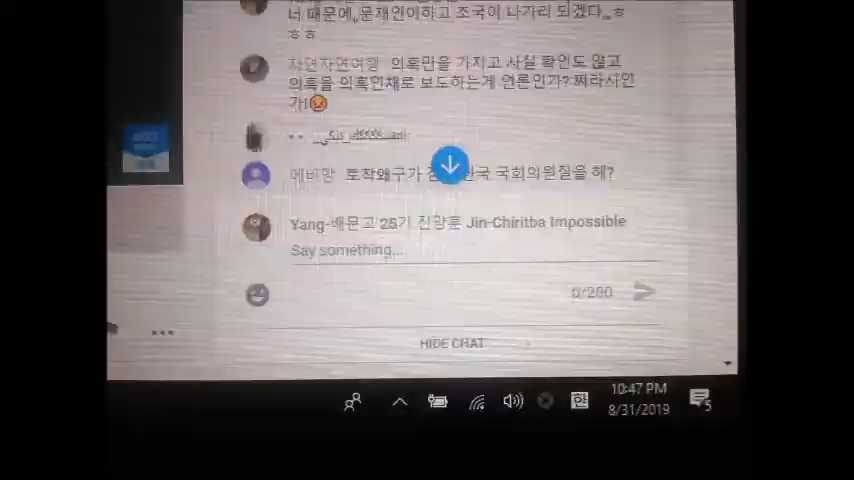 너 때문에,,문재인이하고 조국이 나가리 되겠다,,,ㅎ
ㅎㅎ
자연자연여행 의혹만을 가지고 사실 확인도 않고
의혹을 의혹인채로 보도하는게 언론인가? 찌라시인
가!
토착왜구가 국회의원질을 해?
Yang-배문고 25기 진양훈 Jin-Chiritba Impossible
Say something...
0/200
HIDE CHAT
10:47 PM
한
8/31/2019
5